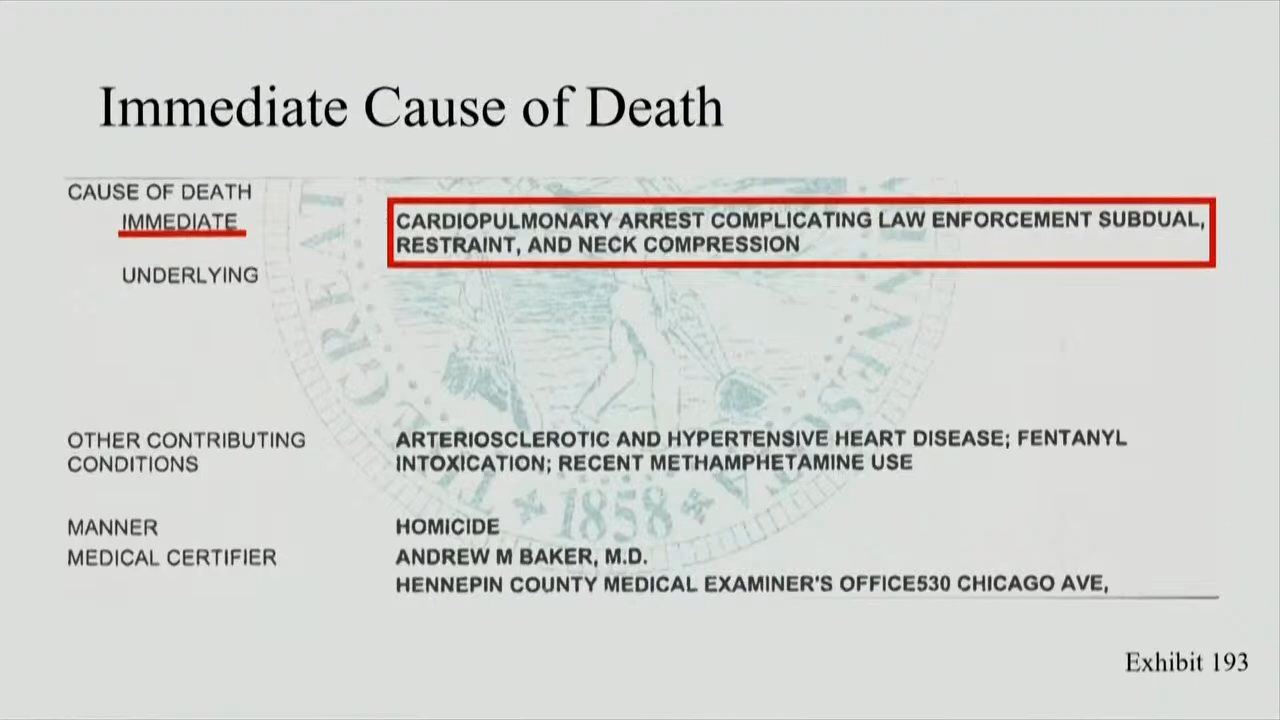 Immediate Cause of Death
CAUSE OF DEATH
IMMEDIATE
CARDIOPULMONARY ARREST COMPLICATING LAW ENFORCEMENT SUBDUAL,
RESTRAINT, AND NECK COMPRESSION
UNDERLYING
OTHER CONTRIBUTING
CONDITIONS
ARTERIOSCLEROTIC AND HYPERTENSIVE HEART DISEASE; FENTANYL
INTOXICATION; RECENT METHAMPHETAMINE USE
1858
MANNER
HOMICIDE
MEDICAL CERTIFIER
ANDREW M BAKER, M.D.
HENNEPIN COUNTY MEDICAL EXAMINER'S OFFICE530 CHICAGO AVE,
Exhibit 193